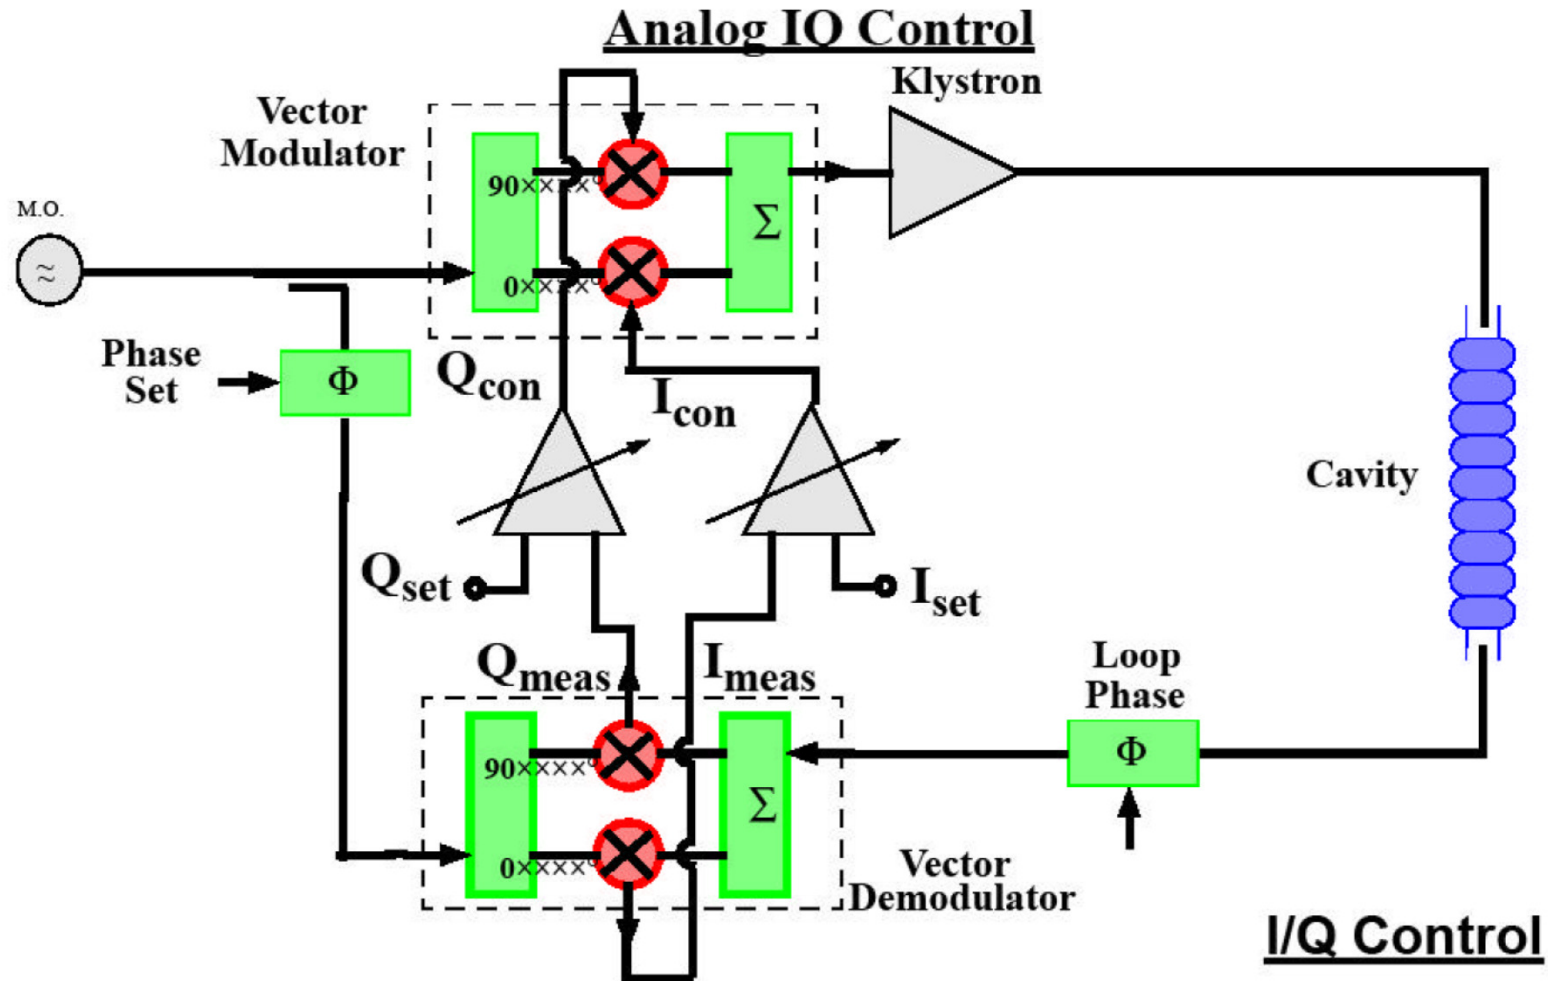 Analog IQ Control
Klystron
Vector
Modulator
M.O.
≈
90××××°
0××××°
Σ
Phase
Set
Φ
Qcon
Icon
Cavity
Qset
Iset
Qmeas
Imeas
Loop
Phase
Φ
90××××°
0××××°
Σ
Vector
Demodulator
I/Q Control